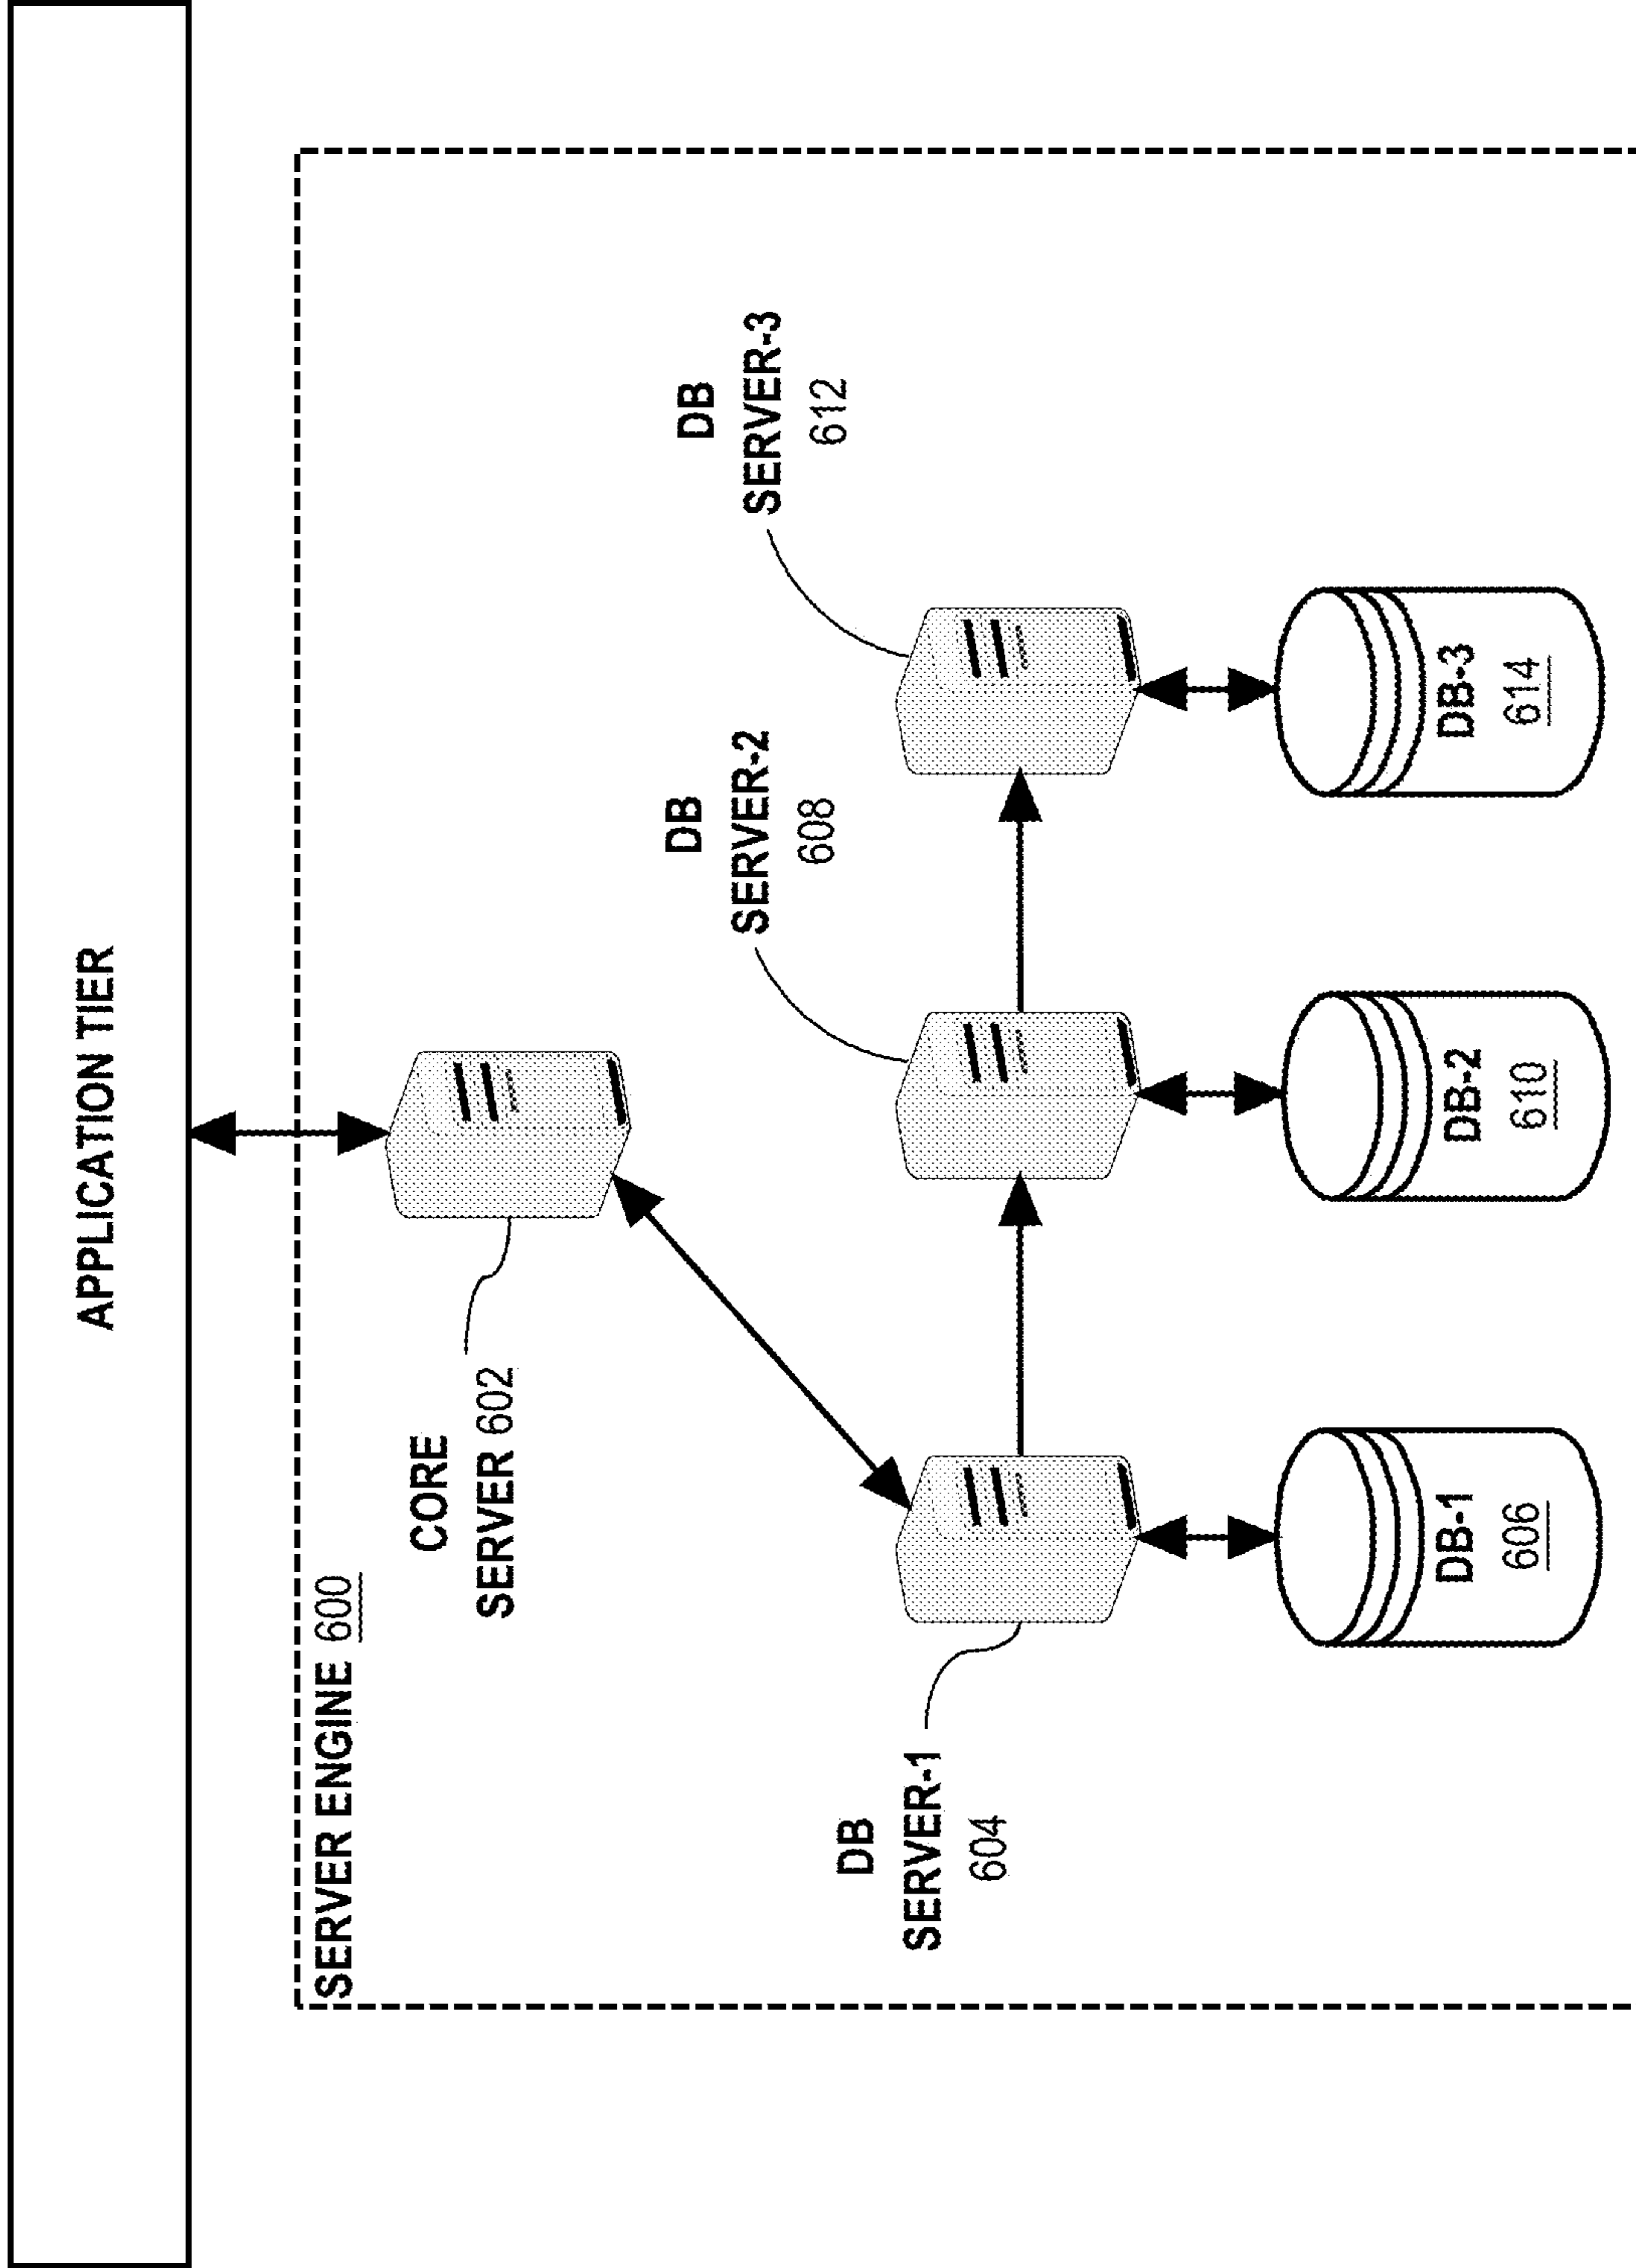 APPLICATION TIER
SERVER ENGINE 600
CORE
SERVER 602
DB
SERVER-1
604
DB
SERVER-2
608
DB
SERVER-3
612
DB-1
606
DB-2
610
DB-3
614